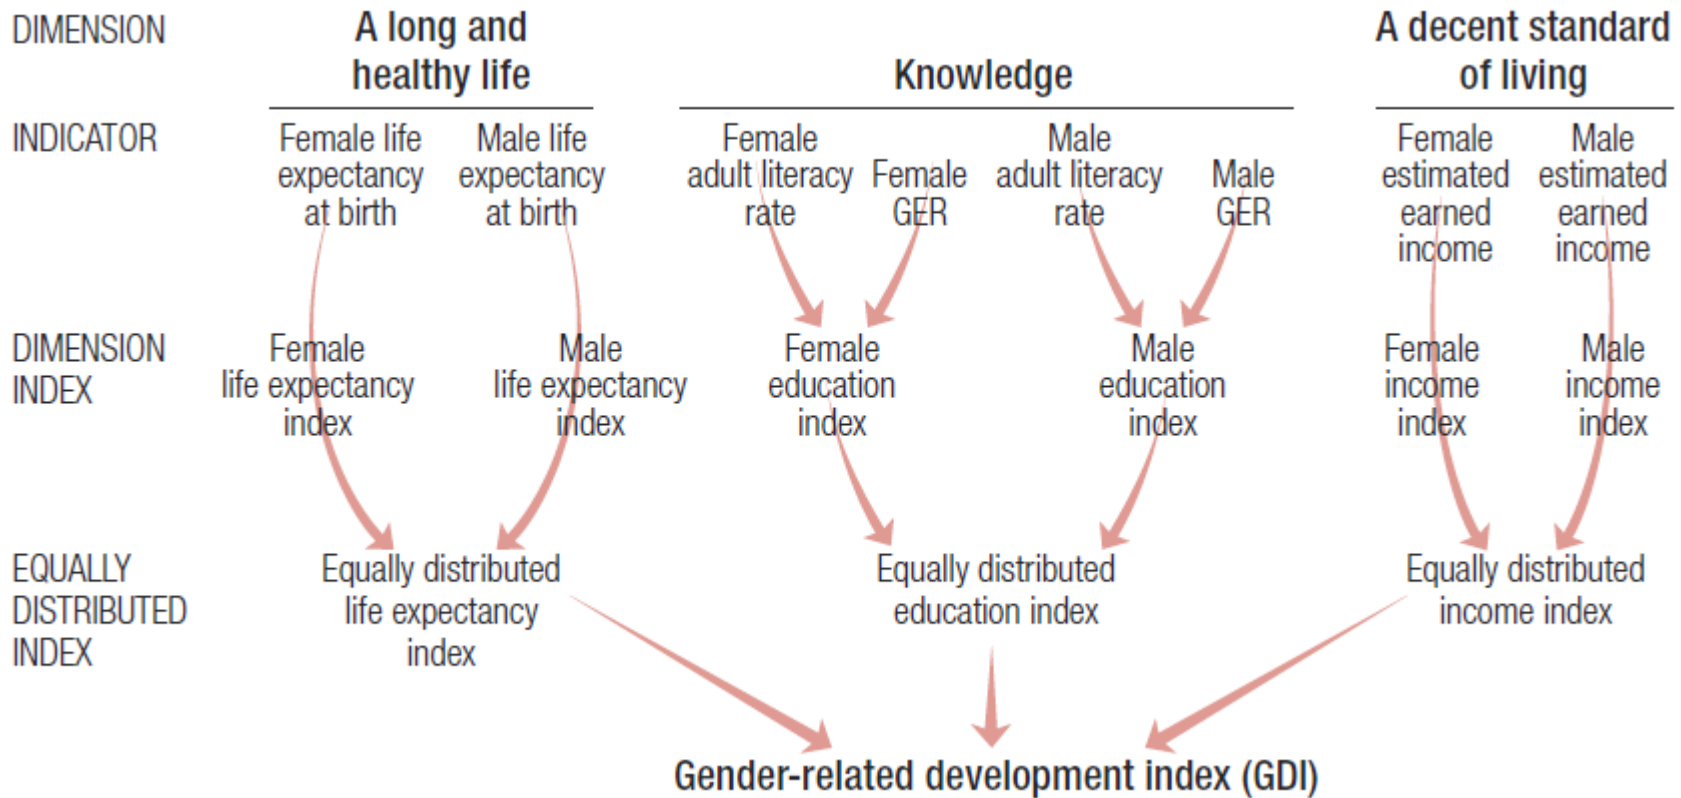 DIMENSION
A long and
healthy life
Knowledge
A decent standard
of living
INDICATOR
Female life
expectancy
at birth
Male life
expectancy
at birth
Female
adult literacy
rate
Female
GER
Male
adult literacy
rate
Male
GER
Female
estimated
earned
income
Male
estimated
earned
income
DIMENSION
INDEX
Female
life expectancy
index
Male
life expectancy
index
Female
education
index
Male
education
index
Female
income
index
Male
income
index
EQUALLY
DISTRIBUTED
INDEX
Equally distributed
life expectancy
index
Equally distributed
education index
Equally distributed
income index
Gender-related development index (GDI)